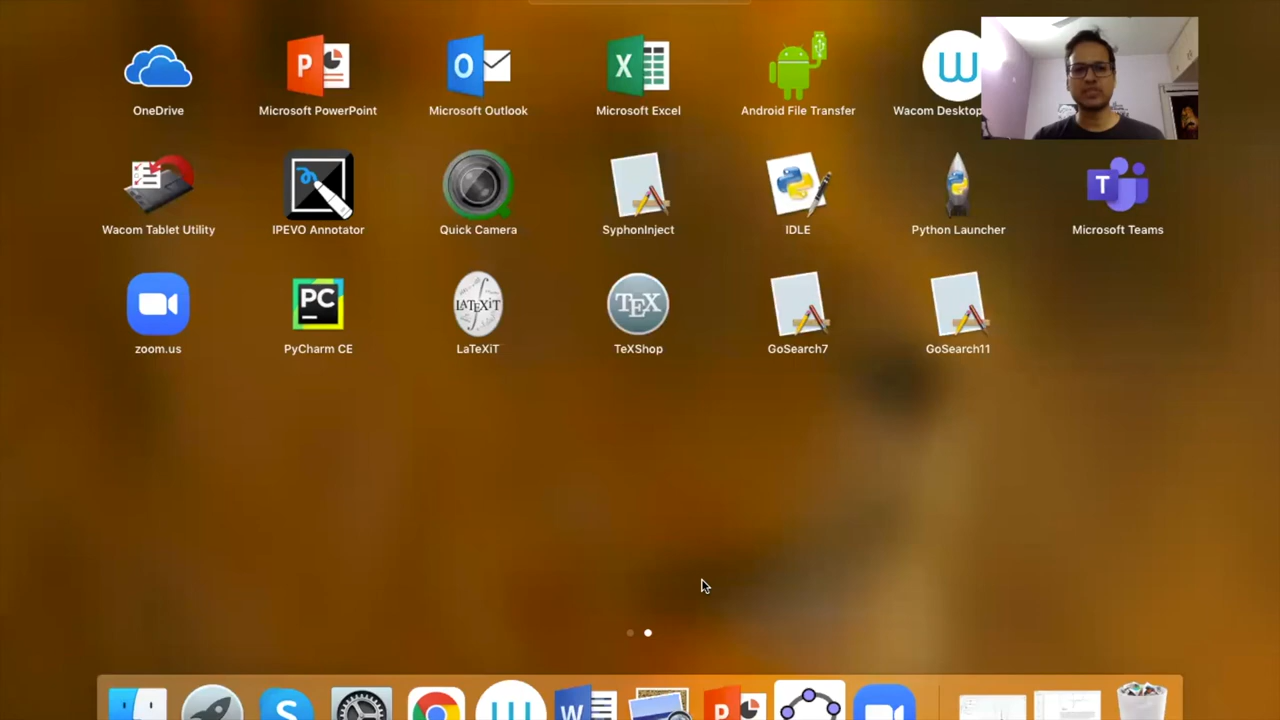 OneDrive
Microsoft PowerPoint
Microsoft Outlook
Microsoft Excel
Android File Transfer
Wacom Desktop
Wacom Tablet Utility
IPEVO Annotator
Quick Camera
SyphonInject
IDLE
Python Launcher
Microsoft Teams
zoom.us
PyCharm CE
LaTeXiT
TeXShop
GoSearch7
GoSearch11